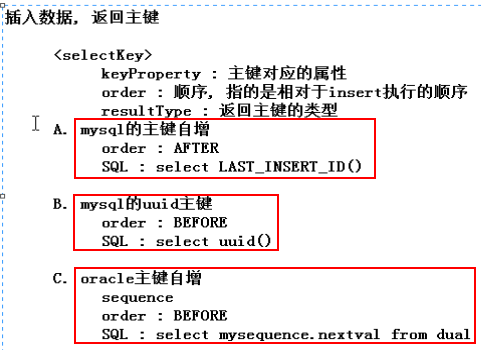 插入数据，返回主键
<selectKey>
keyProperty : 主键对应的属性
order : 顺序，指的是相对于insert执行的顺序
resultType : 返回主键的类型
A. mysql的主键自增
order : AFTER
SQL : select LAST_INSERT_ID()
B. mysql的uuid主键
order : BEFORE
SQL : select uuid()
C. oracle主键自增
sequence
order : BEFORE
SQL : select mysequence.nextval from dual